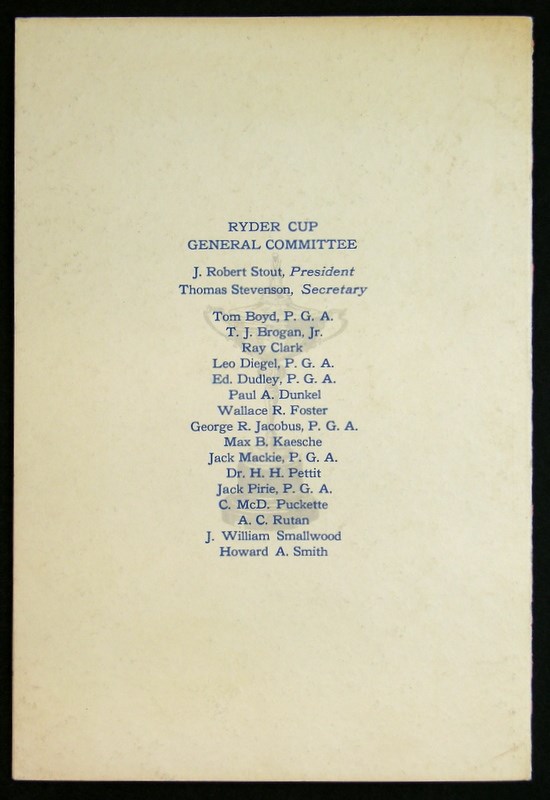 RYDER CUP
GENERAL COMMITTEE
J. Robert Stout, President
Thomas Stevenson, Secretary
Tom Boyd, P. G. A.
T. J. Brogan, Jr.
Ray Clark
Leo Diegel, P. G. A.
Ed. Dudley, P. G. A.
Paul A. Dunkel
Wallace R. Foster
George R. Jacobus, P. G. A.
Max B. Kaesche
Jack Mackie, P. G. A.
Dr. H. H. Pettit
Jack Pirie, P. G. A.
C. McD. Puckette
A. C. Rutan
J. William Smallwood
Howard A. Smith